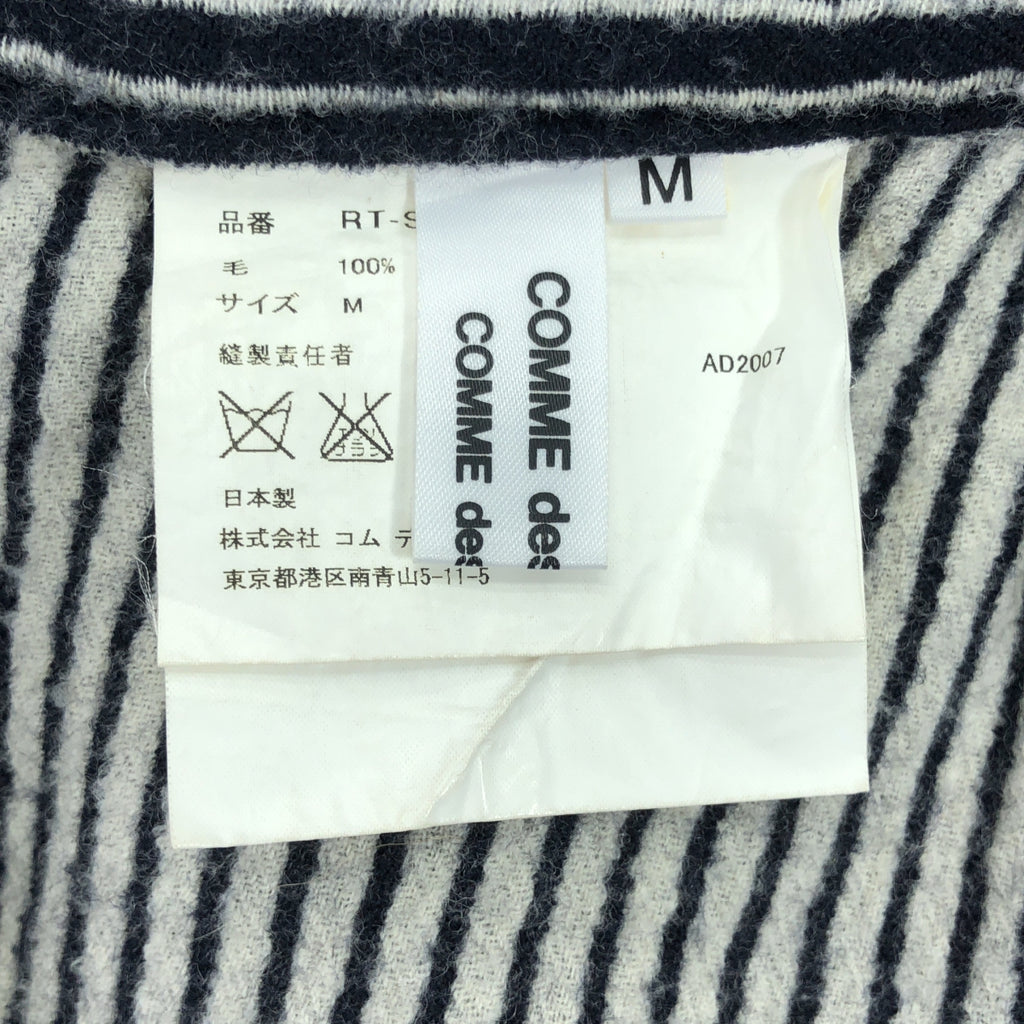 M
品番 RT-S
毛 100%
サイズ M
縫製責任者
AD2007
日本製
株式会社 コム デ
東京都港区南青山5-11-5
COMME des
COMME des